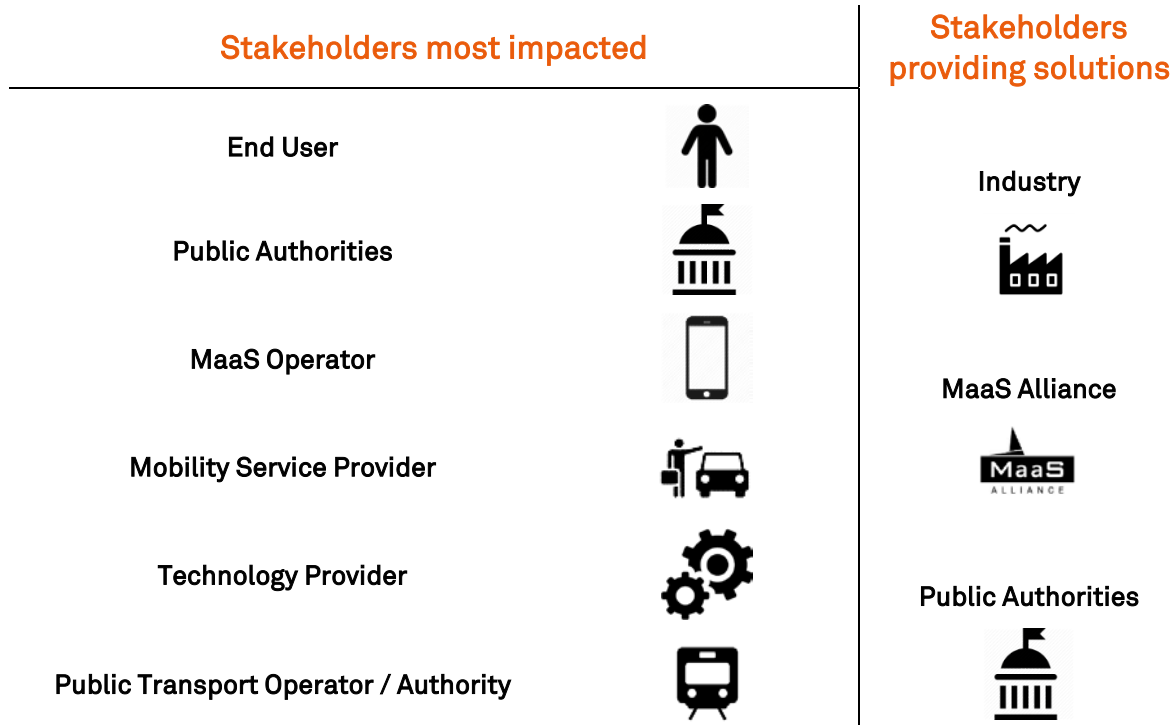 Stakeholders most impacted
End User
Public Authorities
MaaS Operator
Mobility Service Provider
Technology Provider
Public Transport Operator / Authority
Stakeholders
providing solutions
Industry
MaaS Alliance
MaaS
ALLIANCE
Public Authorities